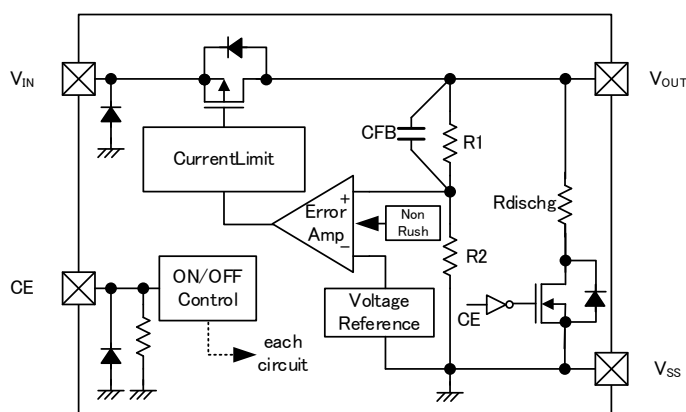 VIN
VOUT
CFB
R1
CurrentLimit
Rdischg
+
Error
Amp
−
Non
Rush
R2
CE
ON/OFF
Control
Voltage
Reference
CE
each
circuit
VSS